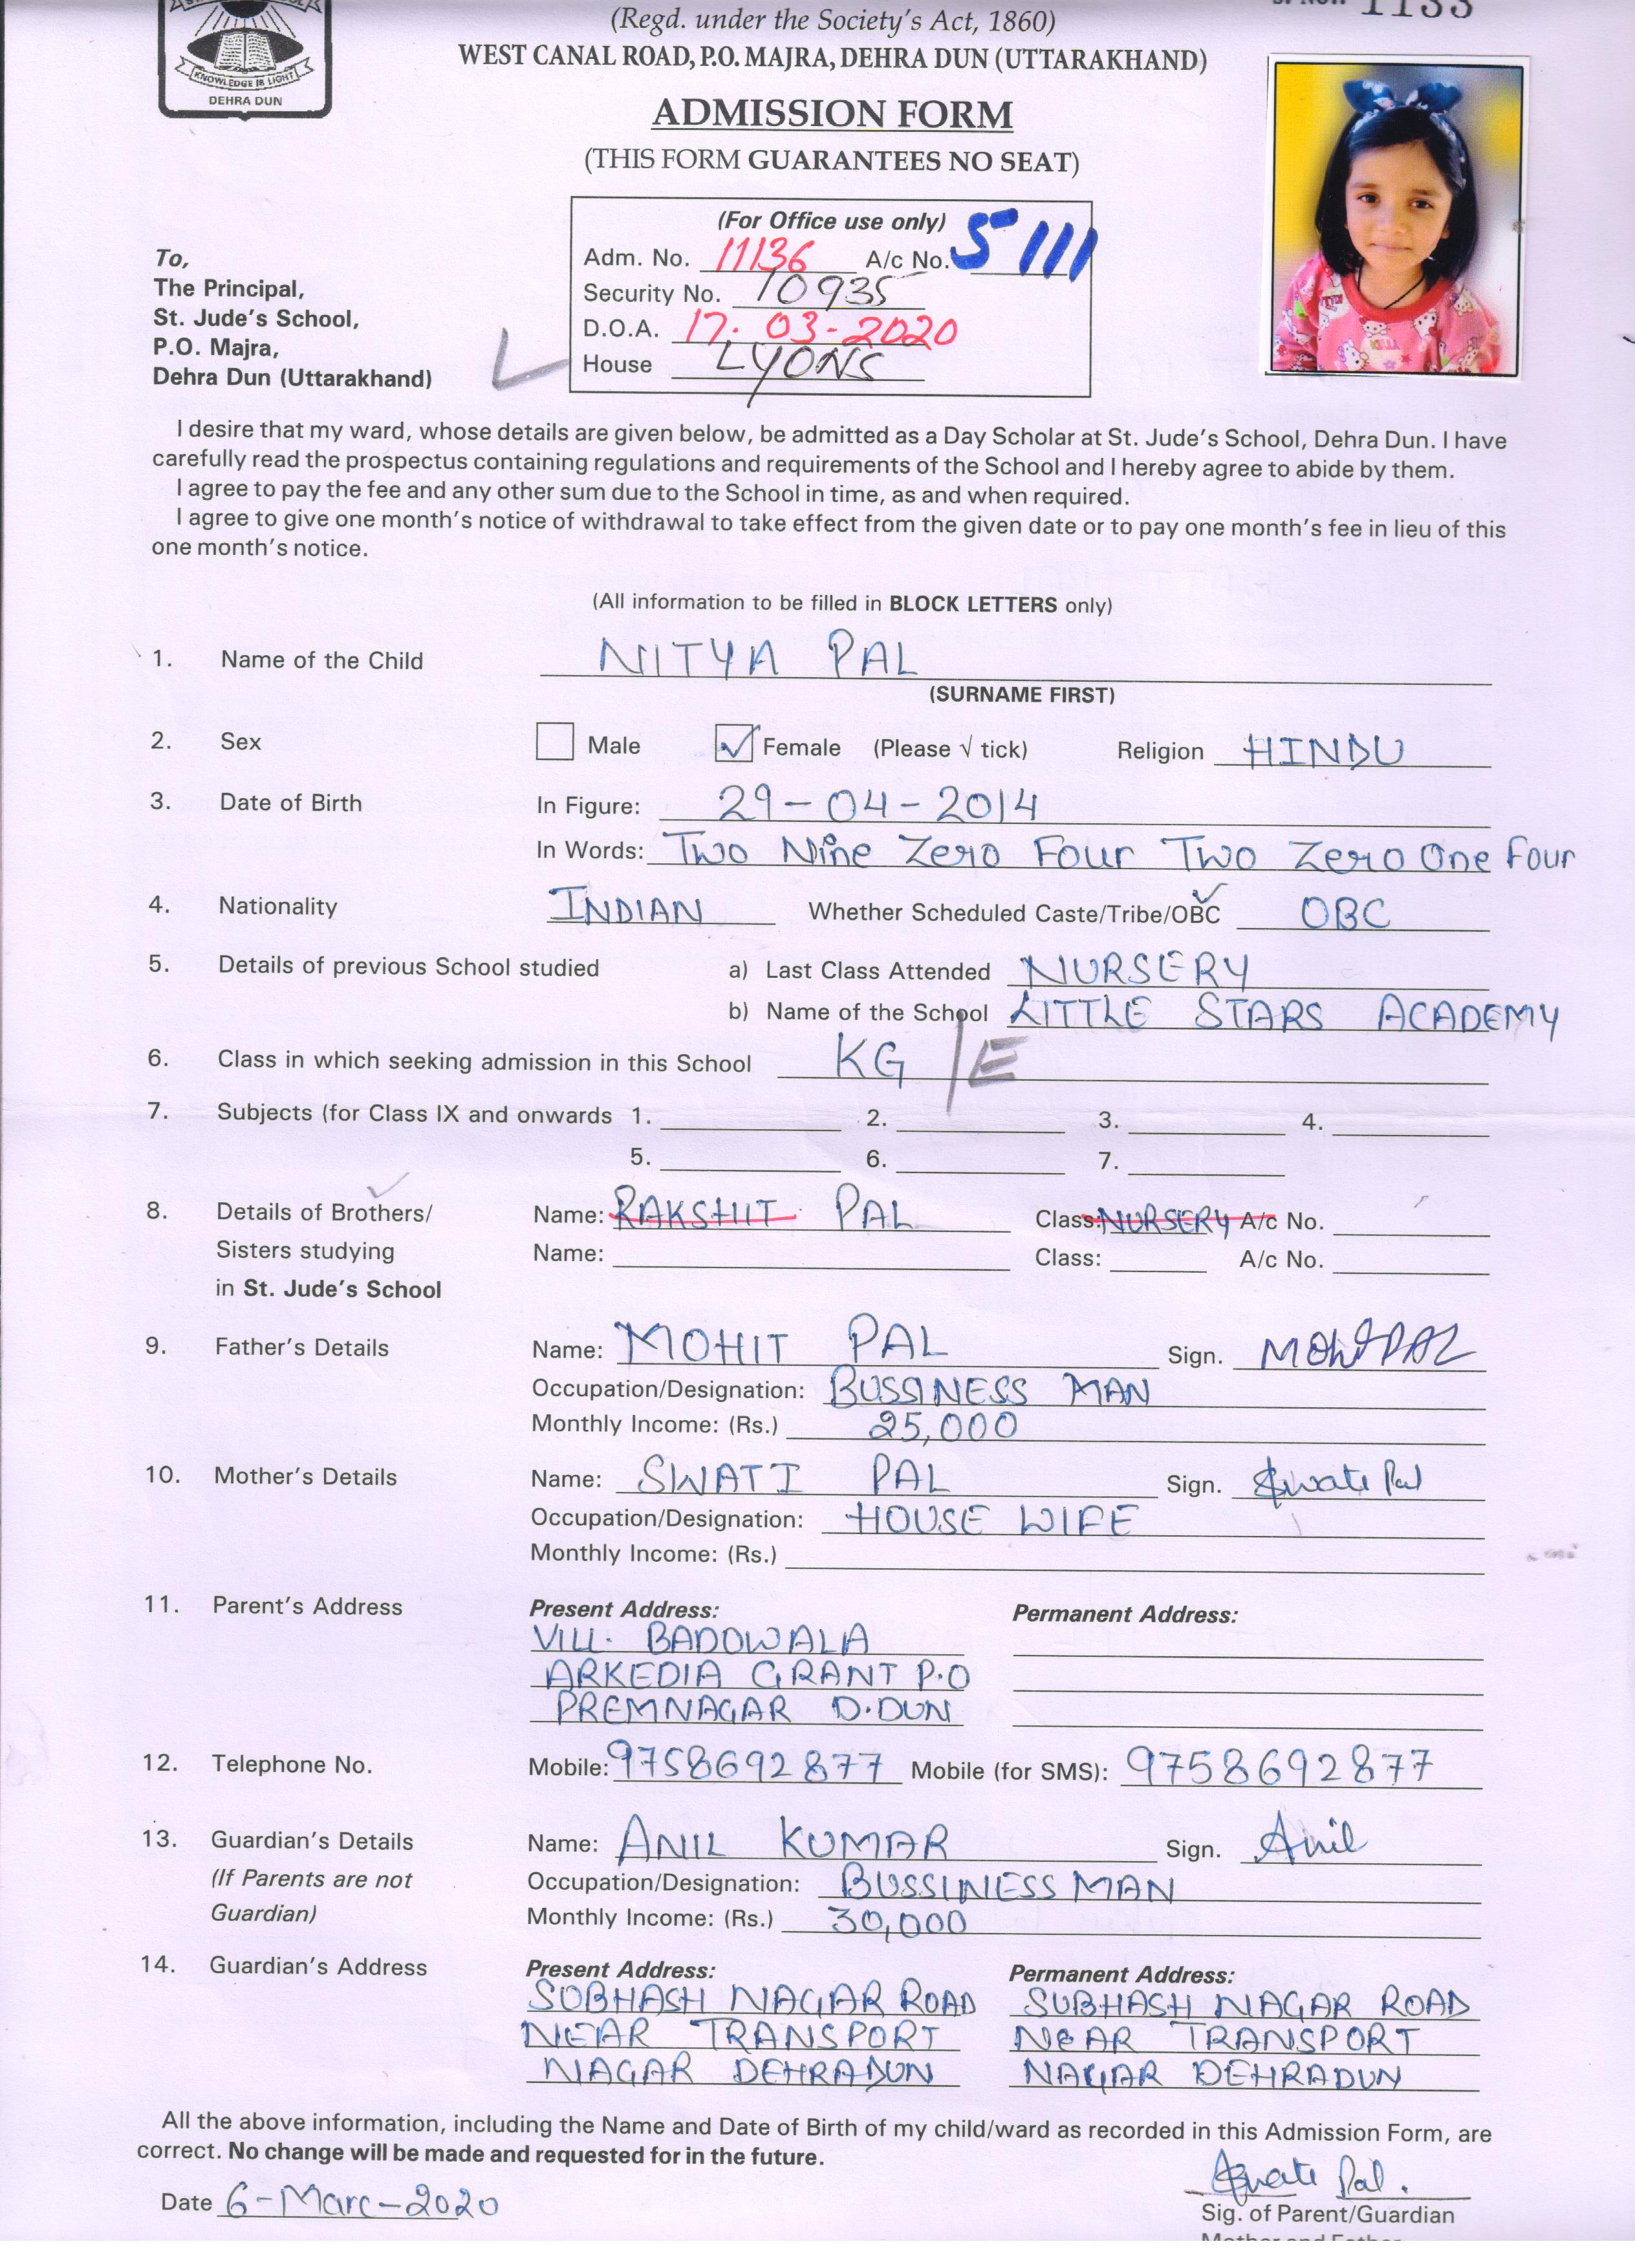 KNOWLEDGE IS LIGHT
DEHRA DUN
(Regd. under the Society's Act, 1860)
WEST CANAL ROAD, P.O. MAJRA, DEHRA DUN (UTTARAKHAND)
ADMISSION FORM
(THIS FORM GUARANTEES NO SEAT)
(For Office use only)
Adm. No. 11136 A/c No. 5111
Security No. 10935
D.O.A. 17-03-2020
House LYONS
To,
The Principal,
St. Jude's School,
P.O. Majra,
Dehra Dun (Uttarakhand)
I desire that my ward, whose details are given below, be admitted as a Day Scholar at St. Jude's School, Dehra Dun. I have
carefully read the prospectus containing regulations and requirements of the School and I hereby agree to abide by them.
I agree to pay the fee and any other sum due to the School in time, as and when required.
I agree to give one month's notice of withdrawal to take effect from the given date or to pay one month's fee in lieu of this
one month's notice.
(All information to be filled in BLOCK LETTERS only)
1. Name of the Child NITYA PAL
(SURNAME FIRST)
2. Sex Male Female (Please √ tick) Religion HINDU
3. Date of Birth In Figure: 29-04-2014
In Words: Two Nine Zero Four Two Zero One Four
4. Nationality INDIAN Whether Scheduled Caste/Tribe/OBC OBC
5. Details of previous School studied a) Last Class Attended NURSERY
b) Name of the School LITTLE STARS ACADEMY
6. Class in which seeking admission in this School KG / E
7. Subjects (for Class IX and onwards 1. 2. 3. 4.
5. 6. 7.
8. Details of Brothers/ Name: RAKSHIT PAL Class: NURSERY A/c No.
Sisters studying Name: Class: A/c No.
in St. Jude's School
9. Father's Details Name: MOHIT PAL Sign. MOHIT PAL
Occupation/Designation: BUSSINESS MAN
Monthly Income: (Rs.) 25,000
10. Mother's Details Name: SWATI PAL Sign. Swati Pal
Occupation/Designation: HOUSE WIFE
Monthly Income: (Rs.)
11. Parent's Address Present Address: Permanent Address:
VILL. BADOWALA
ARKEDIA GRANT P.O
PREMNAGAR D.DUN
12. Telephone No. Mobile: 9758692877 Mobile (for SMS): 9758692877
13. Guardian's Details Name: ANIL KUMAR Sign. Anil
(If Parents are not Occupation/Designation: BUSSINESS MAN
Guardian) Monthly Income: (Rs.) 30,000
14. Guardian's Address Present Address: Permanent Address:
SUBHASH NAGAR ROAD SUBHASH NAGAR ROAD
NEAR TRANSPORT NEAR TRANSPORT
NAGAR DEHRADUN NAGAR DEHRADUN
All the above information, including the Name and Date of Birth of my child/ward as recorded in this Admission Form, are
correct. No change will be made and requested for in the future.
Swati Pal.
Date 6-Marc-2020
Sig. of Parent/Guardian